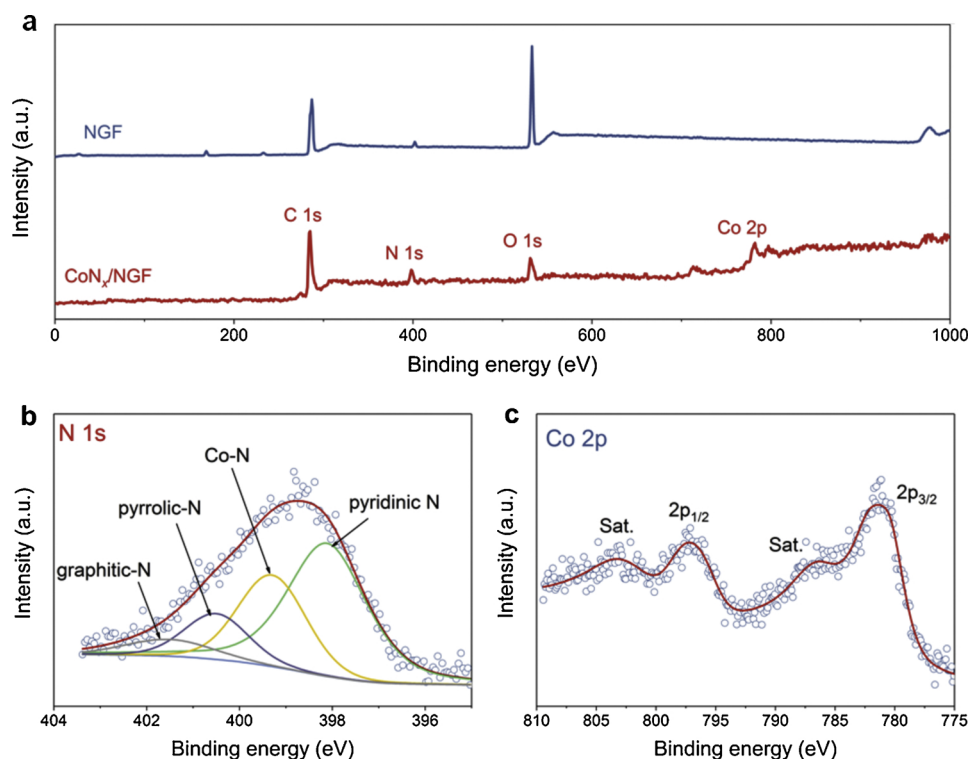 a
Intensity (a.u.)
NGF
C 1s
N 1s
O 1s
Co 2p
CoNₓ/NGF
0 200 400 600 800 1000
Binding energy (eV)
b
N 1s
Intensity (a.u.)
Co-N
pyrrolic-N
pyridinic N
graphitic-N
404 402 400 398 396
Binding energy (eV)
c
Co 2p
Intensity (a.u.)
2p₃/₂
2p₁/₂
Sat.
Sat.
810 805 800 795 790 785 780 775
Binding energy (eV)